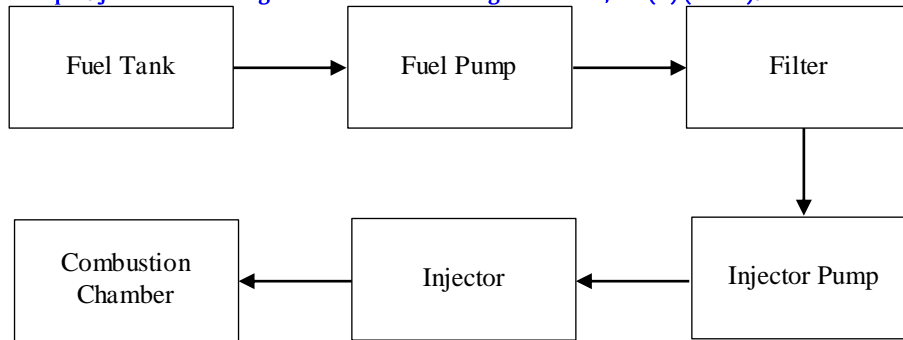 Fuel Tank
Fuel Pump
Filter
Combustion
Chamber
Injector
Injector Pump